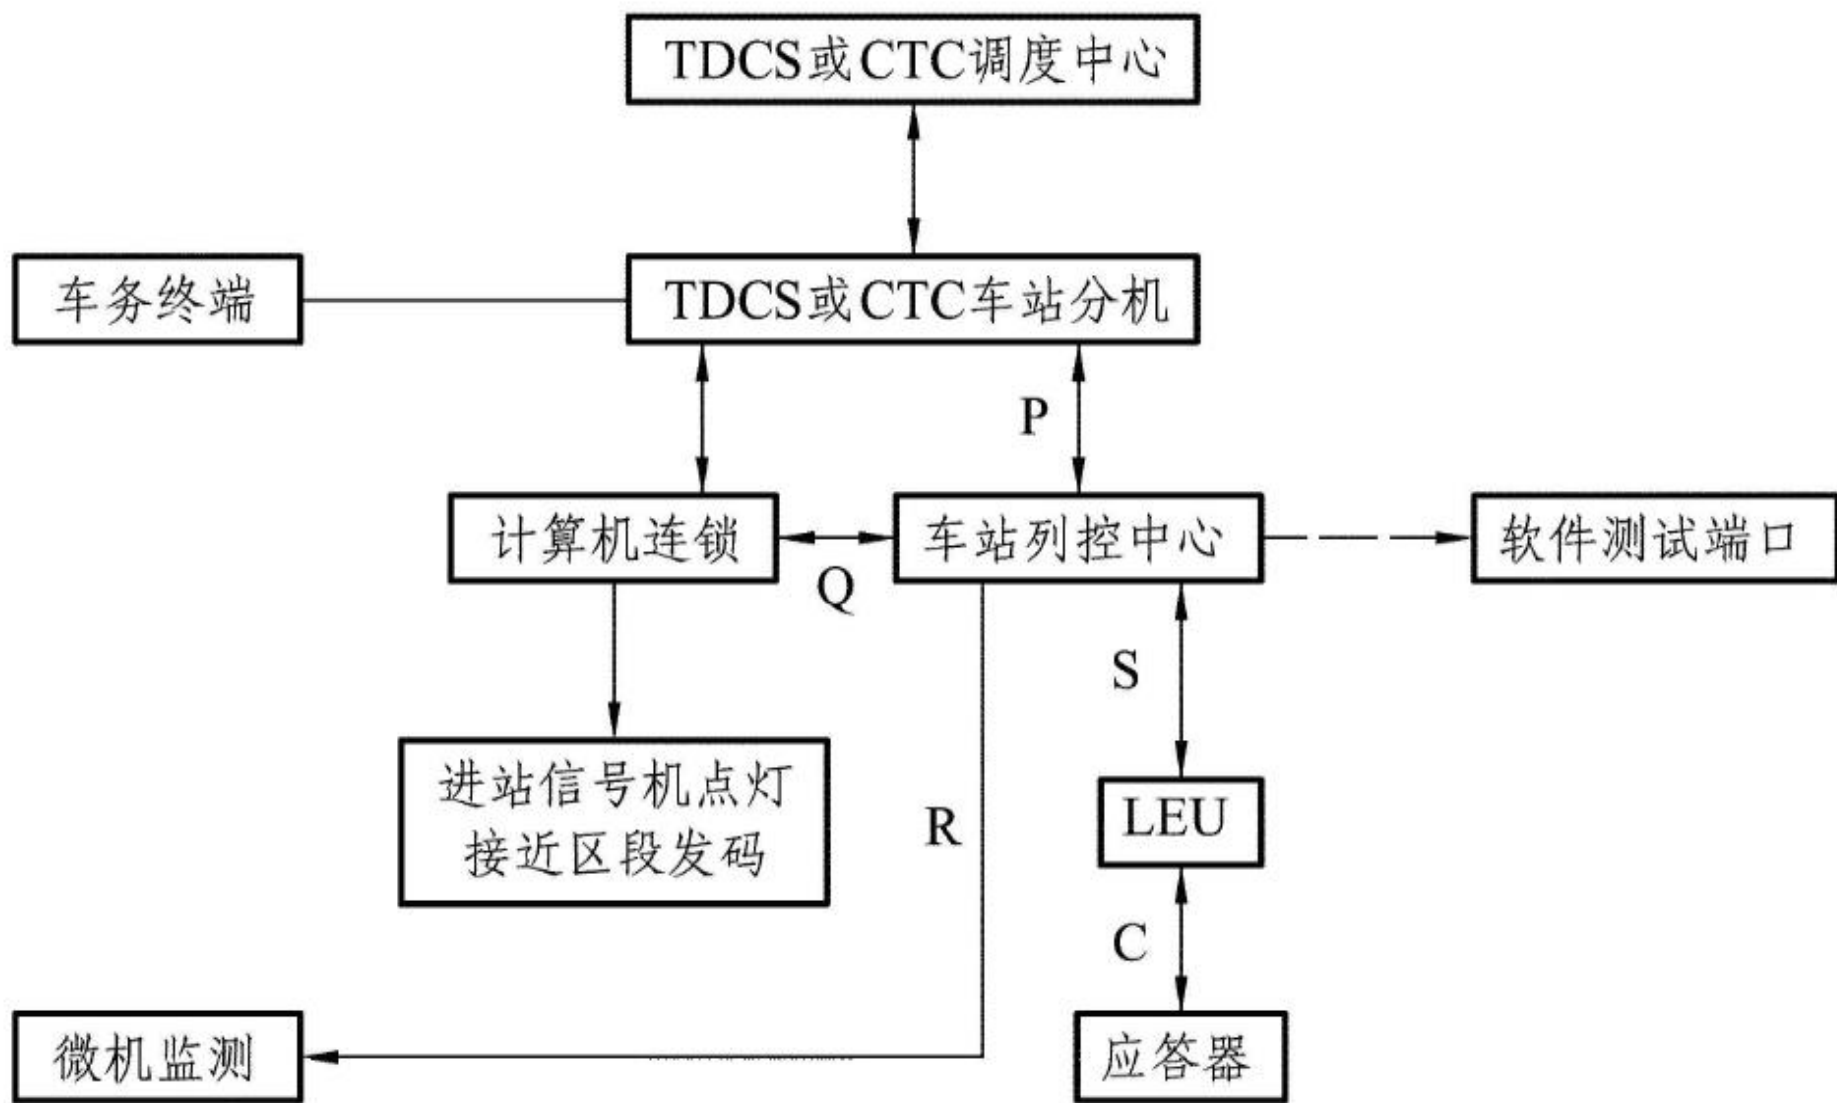 TDCS或CTC调度中心
车务终端
TDCS或CTC车站分机
P
计算机连锁
车站列控中心
软件测试端口
Q
S
进站信号机点灯
接近区段发码
R
LEU
C
微机监测
应答器